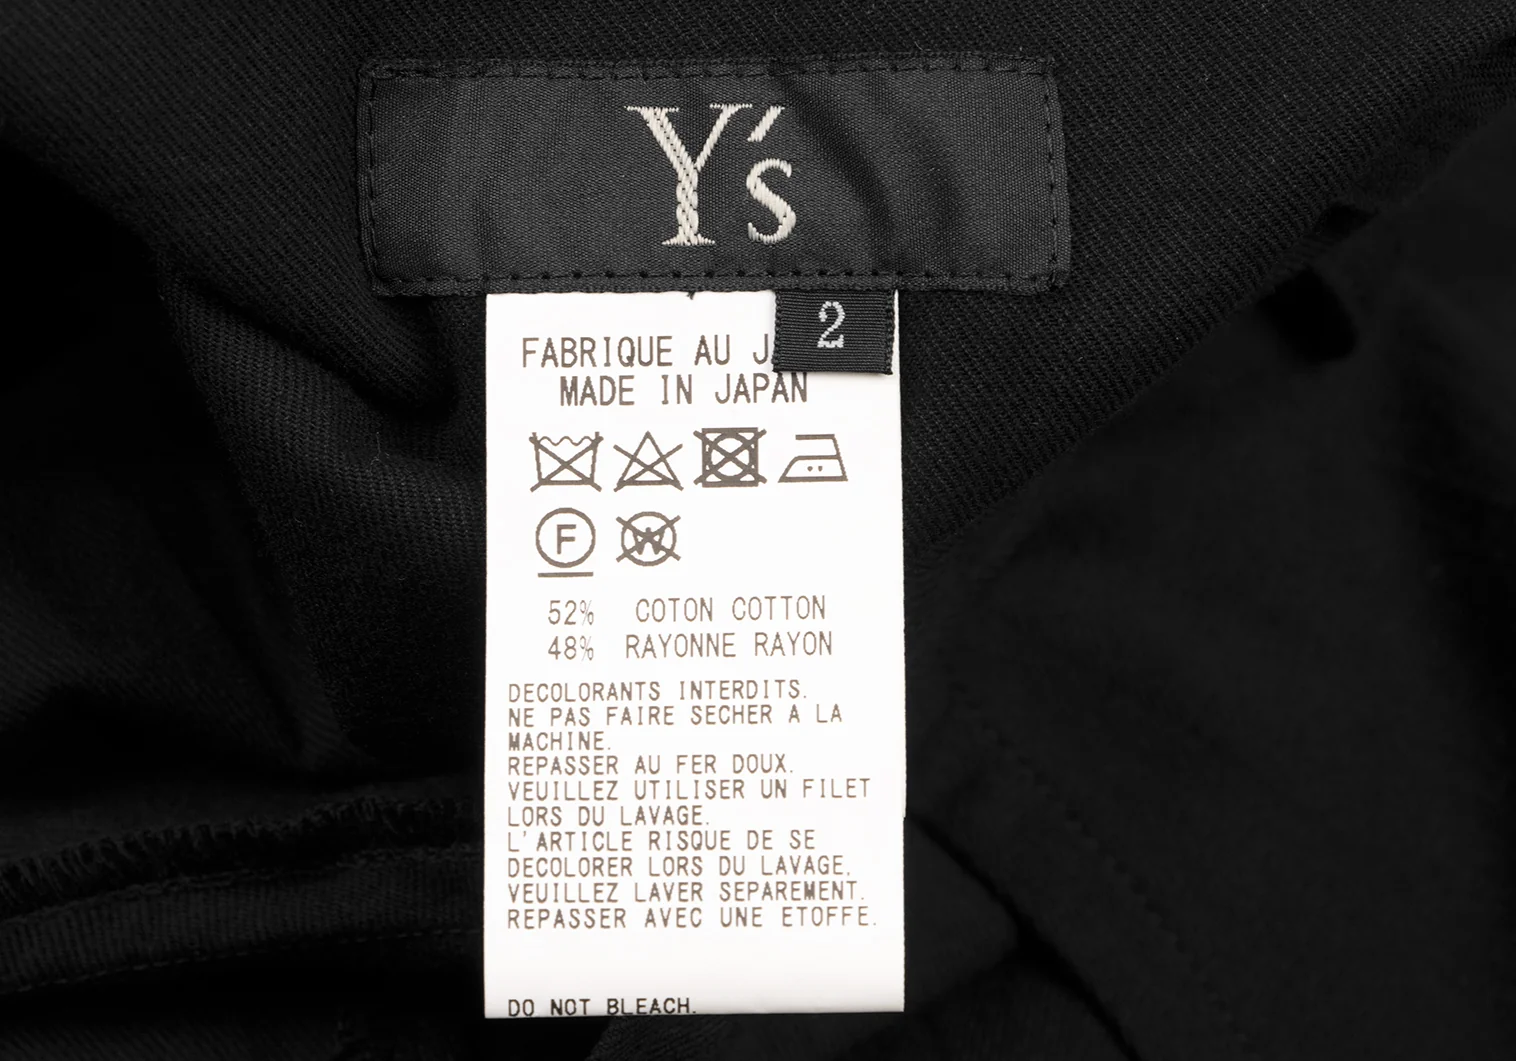 Y's
2
FABRIQUE AU
MADE IN JAPAN
F
W
52% COTON COTTON
48% RAYONNE RAYON
DECOLORANTS INTERDITS.
NE PAS FAIRE SECHER A LA
MACHINE.
REPASSER AU FER DOUX.
VEUILLEZ UTILISER UN FILET
LORS DU LAVAGE.
L'ARTICLE RISQUE DE SE
DECOLORER LORS DU LAVAGE,
VEUILLEZ LAVER SEPAREMENT.
REPASSER AVEC UNE ETOFFE.
DO NOT BLEACH.